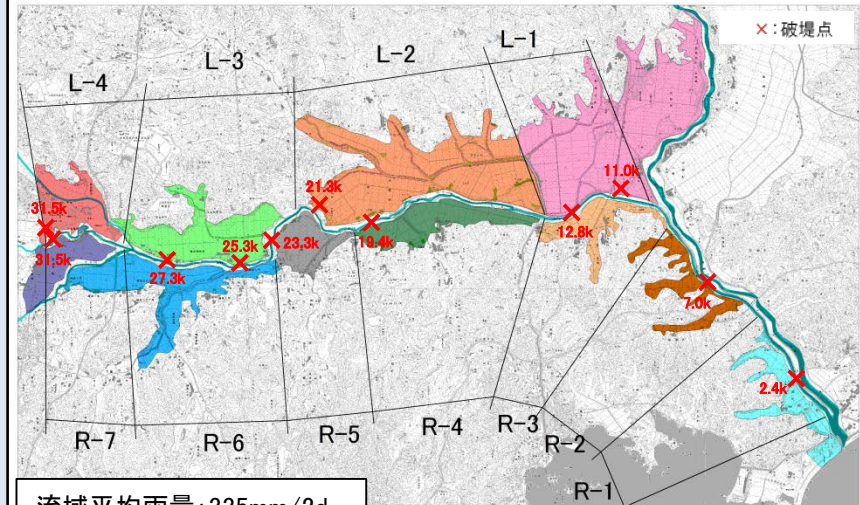 ×:破堤点
L-1
L-2
L-3
L-4
11.0k
21.3k
31.5k
12.8k
19.4k
25.3k
23,3k
31,5k
27.3k
7.0k
2.4k
R-7
R-6
R-5
R-4
R-3
R-2
R-1